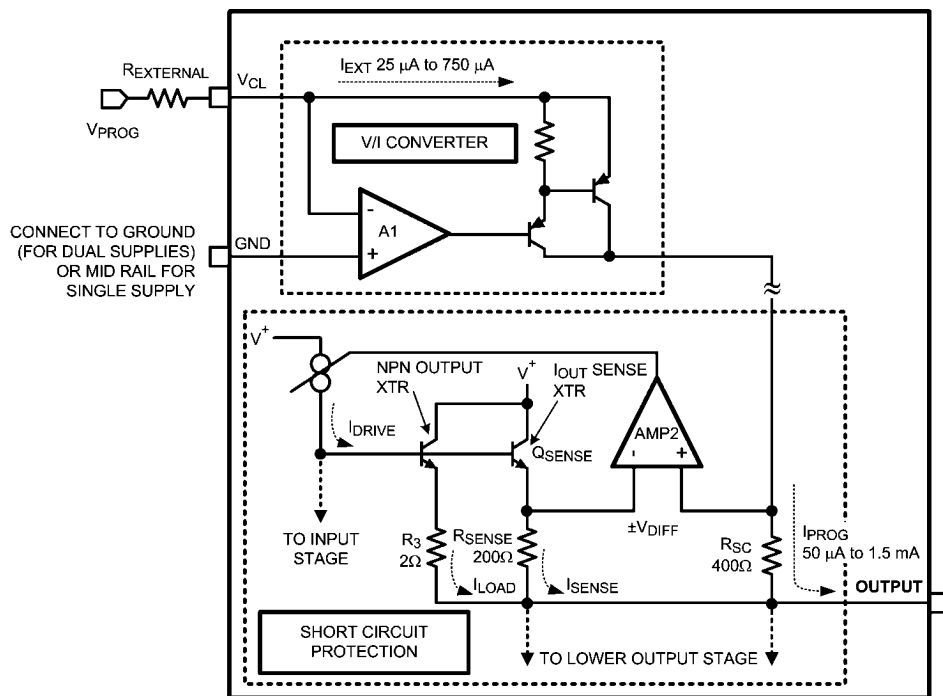 REXTERNAL
VCL
VPROG
IEXT 25 µA to 750 µA
V/I CONVERTER
-
A1
+
CONNECT TO GROUND
(FOR DUAL SUPPLIES)
OR MID RAIL FOR
SINGLE SUPPLY
GND
≈
V+
NPN OUTPUT
XTR
V+
IOUT SENSE
XTR
IDRIVE
QSENSE
AMP2
-
+
TO INPUT
STAGE
R3
2Ω
RSENSE
200Ω
ILOAD
ISENSE
±VDIFF
RSC
400Ω
IPROG
50 µA to 1.5 mA
OUTPUT
SHORT CIRCUIT
PROTECTION
TO LOWER OUTPUT STAGE